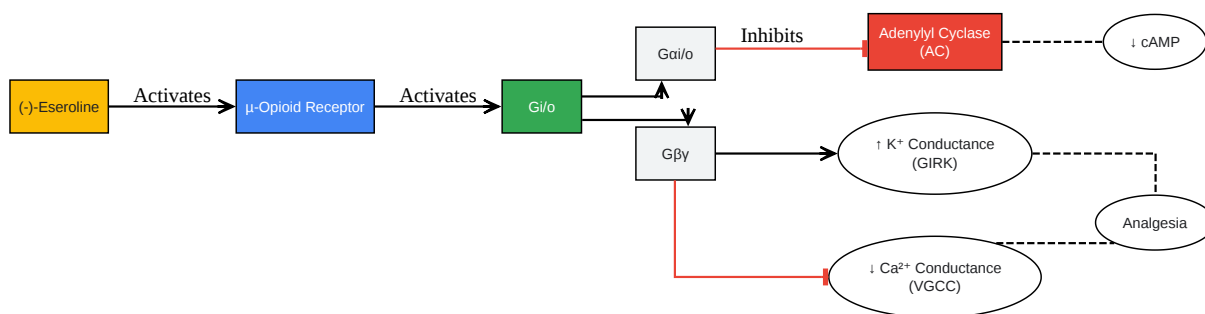 Inhibits
Adenylyl Cyclase
(AC)
↓ cAMP
Gαi/o
(-)-Eseroline
Activates
μ-Opioid Receptor
Activates
Gi/o
Gβγ
↑ K⁺ Conductance
(GIRK)
Analgesia
↓ Ca²⁺ Conductance
(VGCC)